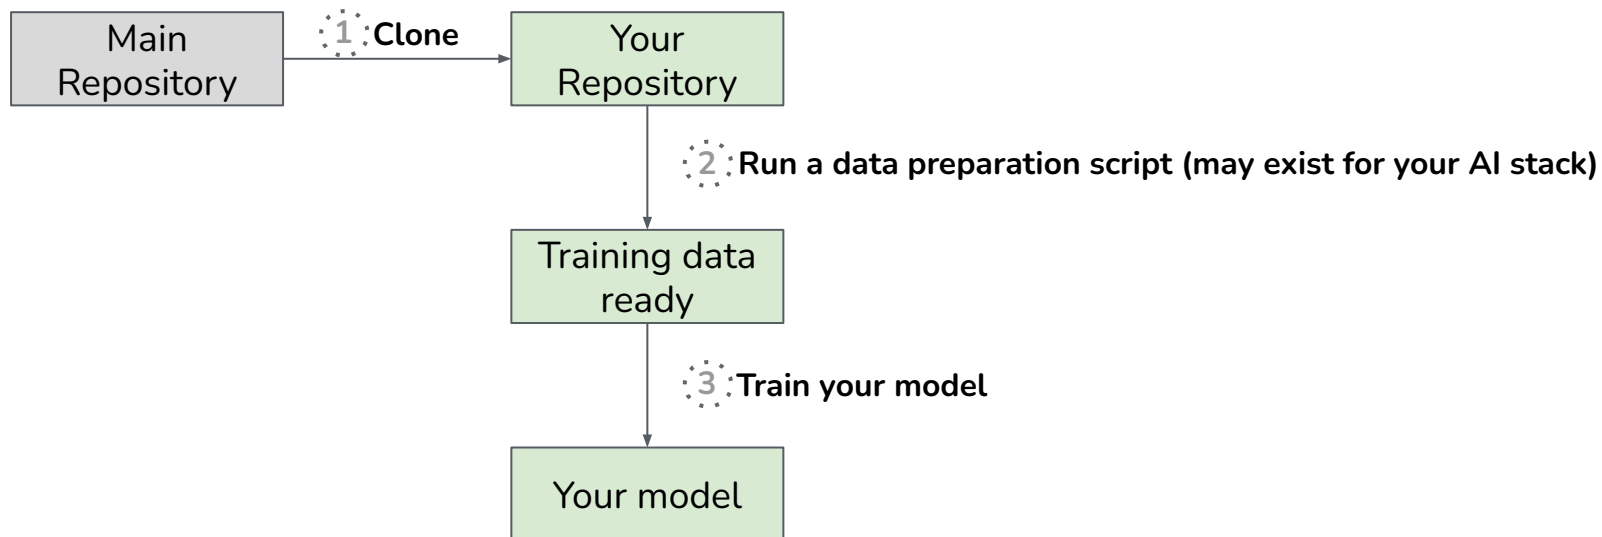 Main
Repository
1 Clone
Your
Repository
2 Run a data preparation script (may exist for your AI stack)
Training data
ready
3 Train your model
Your model